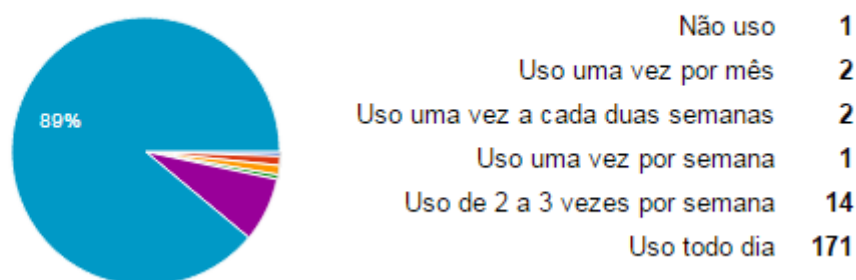 Não uso 1
Uso uma vez por mês 2
89%
Uso uma vez a cada duas semanas 2
Uso uma vez por semana 1
Uso de 2 a 3 vezes por semana 14
Uso todo dia 171